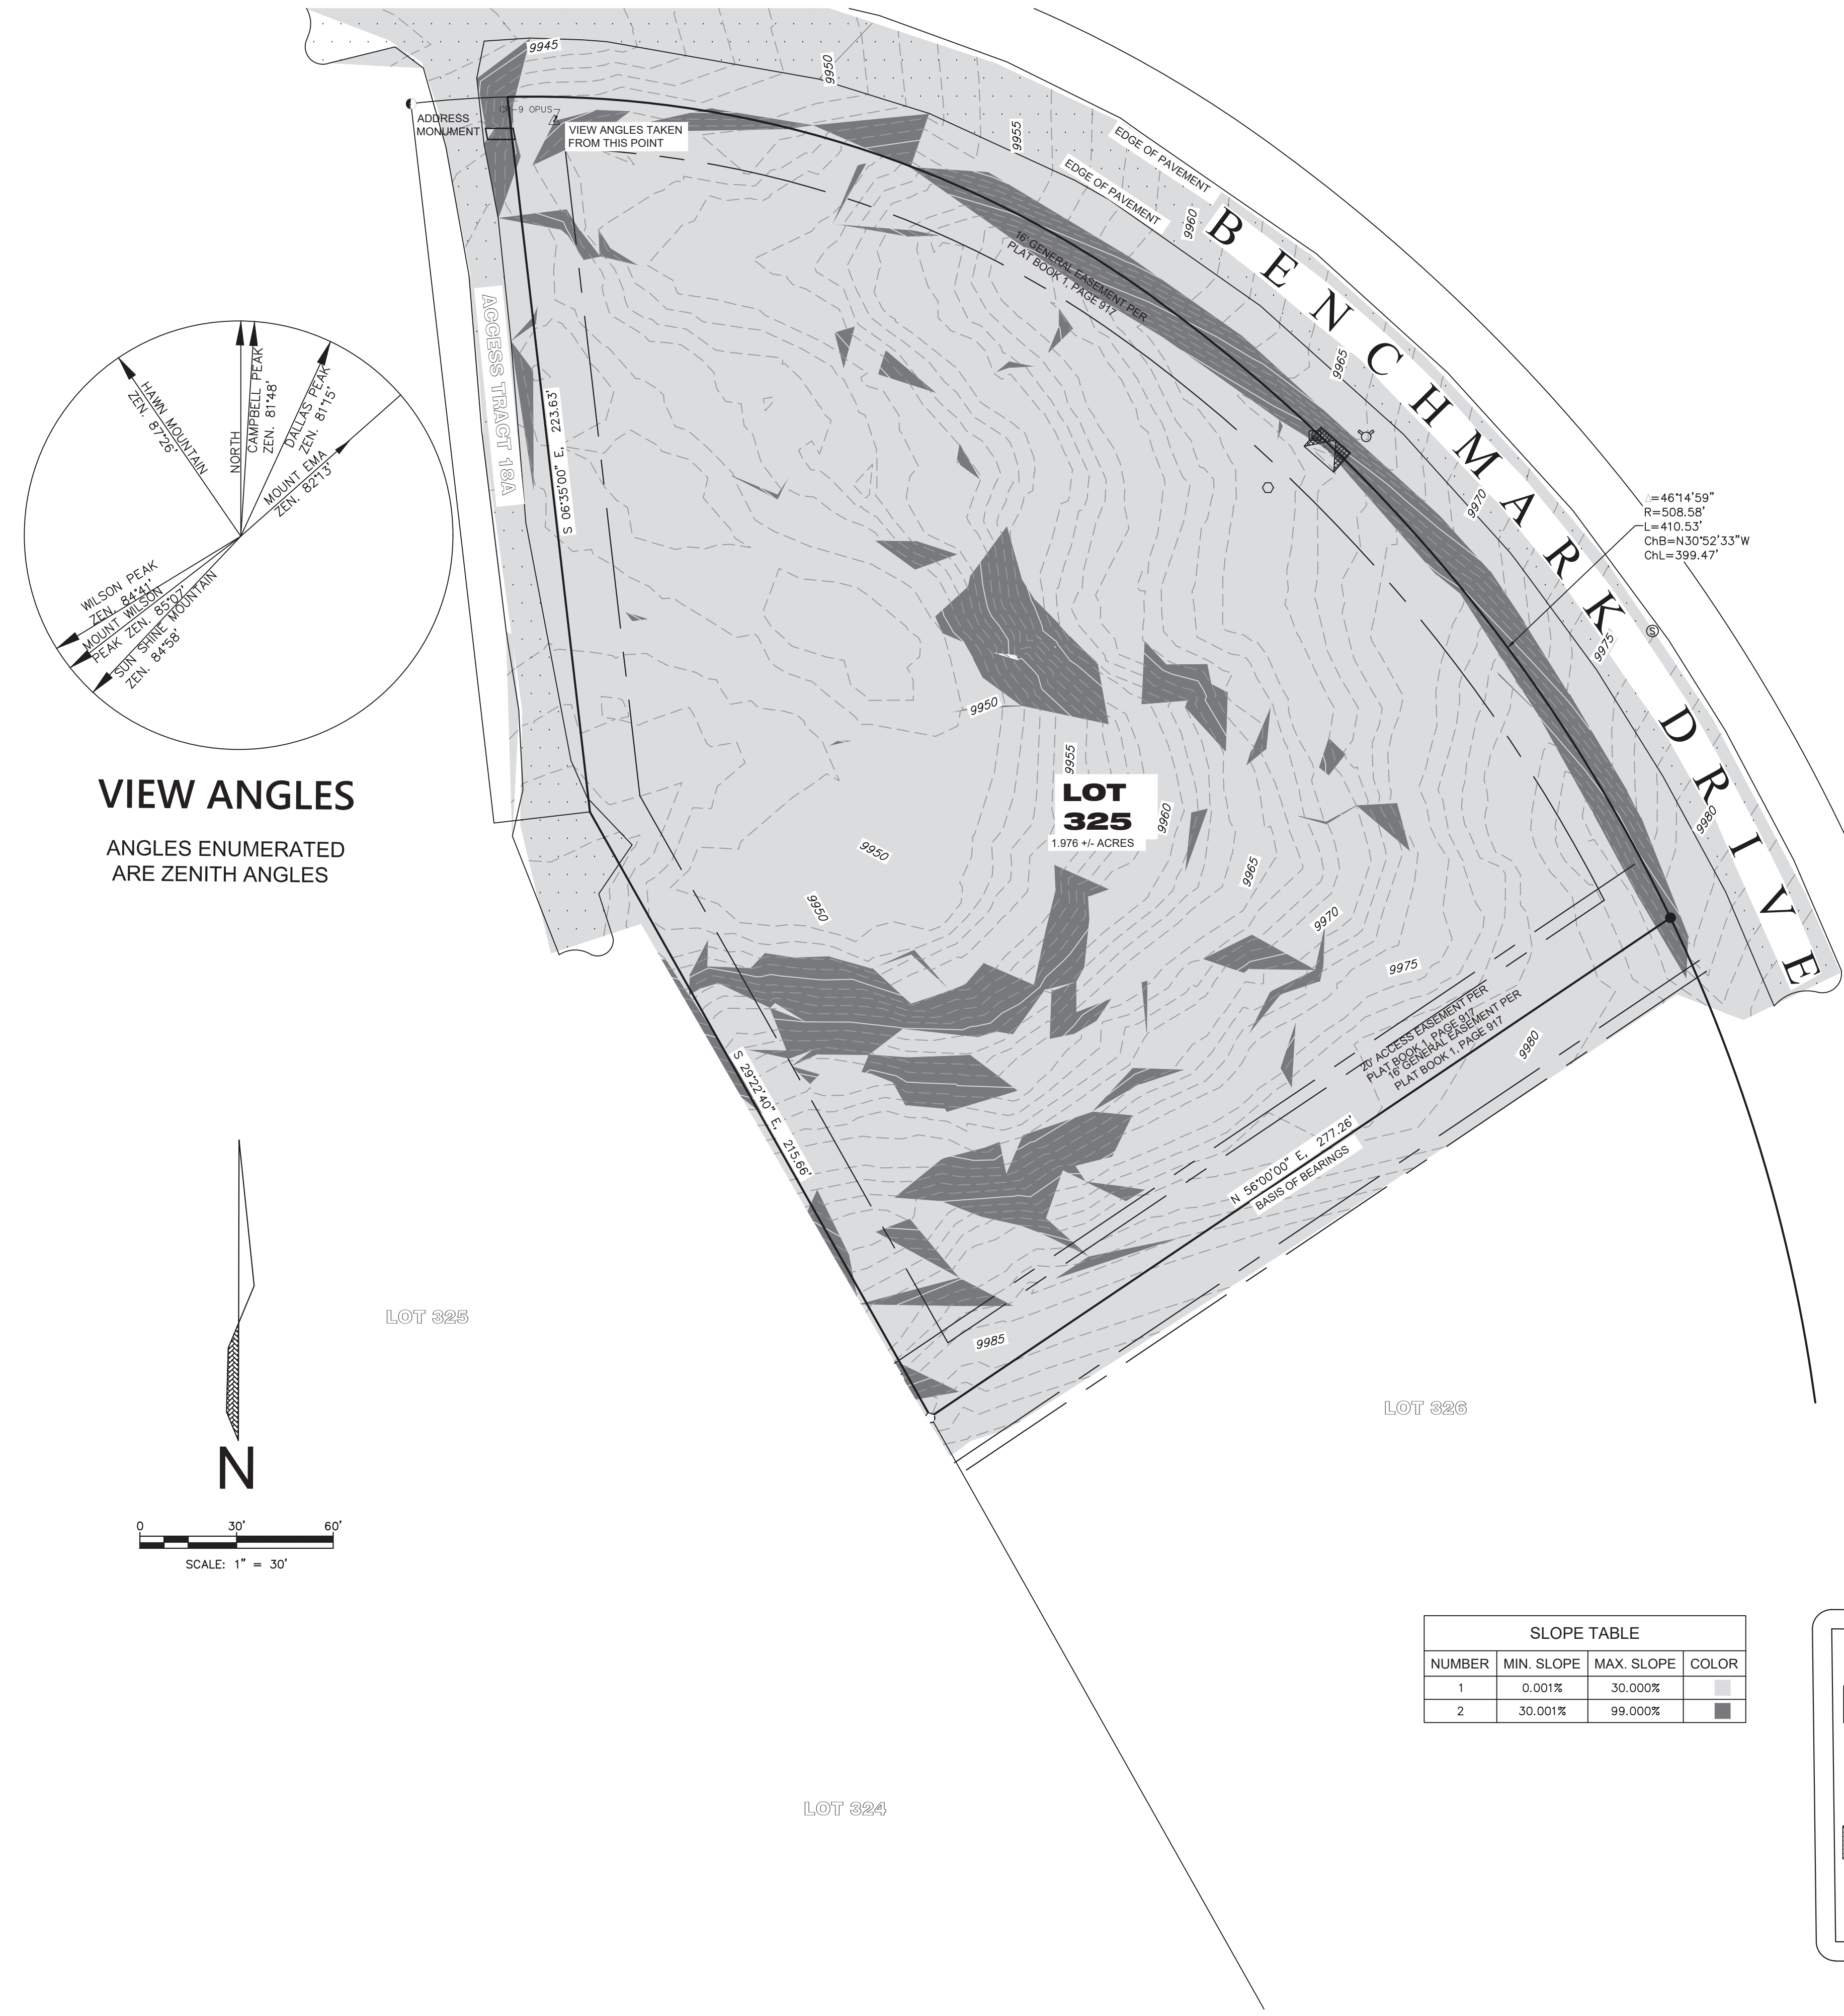 9945
9950
CP-9 OPUS
ADDRESS
MONUMENT
VIEW ANGLES TAKEN
FROM THIS POINT
9955
EDGE OF PAVEMENT
EDGE OF PAVEMENT
9960
BENCHMARK DRIVE
16' GENERAL EASEMENT PER
PLAT BOOK 1, PAGE 917
9965
9970
9975
9980
ACCESS TRACT 18A
S 06°35'00" E, 223.63'
△=46°14'59"
R=508.58'
L=410.53'
ChB=N30°52'33"W
ChL=399.47'
S
HAWN MOUNTAIN
ZEN. 87°26'
NORTH
CAMPBELL PEAK
ZEN. 81°48'
DALLAS PEAK
ZEN. 81°15'
MOUNT EMA
ZEN. 82°13'
WILSON PEAK
ZEN. 84°41'
MOUNT WILSON
PEAK ZEN. 85°07'
SUN SHINE MOUNTAIN
ZEN. 84°58'
VIEW ANGLES
ANGLES ENUMERATED
ARE ZENITH ANGLES
9950
9955
LOT
325
1.976 +/- ACRES
9960
9950
9965
9950
9970
9975
20' ACCESS EASEMENT PER
PLAT BOOK 1, PAGE 917
16' GENERAL EASEMENT PER
PLAT BOOK 1, PAGE 917
9980
S 29°22'40" E, 215.66'
N 56°00'00" E, 277.26'
BASIS OF BEARINGS
9985
LOT 325
LOT 326
N
0 30' 60'
SCALE: 1" = 30'
LOT 324
SLOPE TABLE
NUMBER MIN. SLOPE MAX. SLOPE COLOR
1 0.001% 30.000%
2 30.001% 99.000%